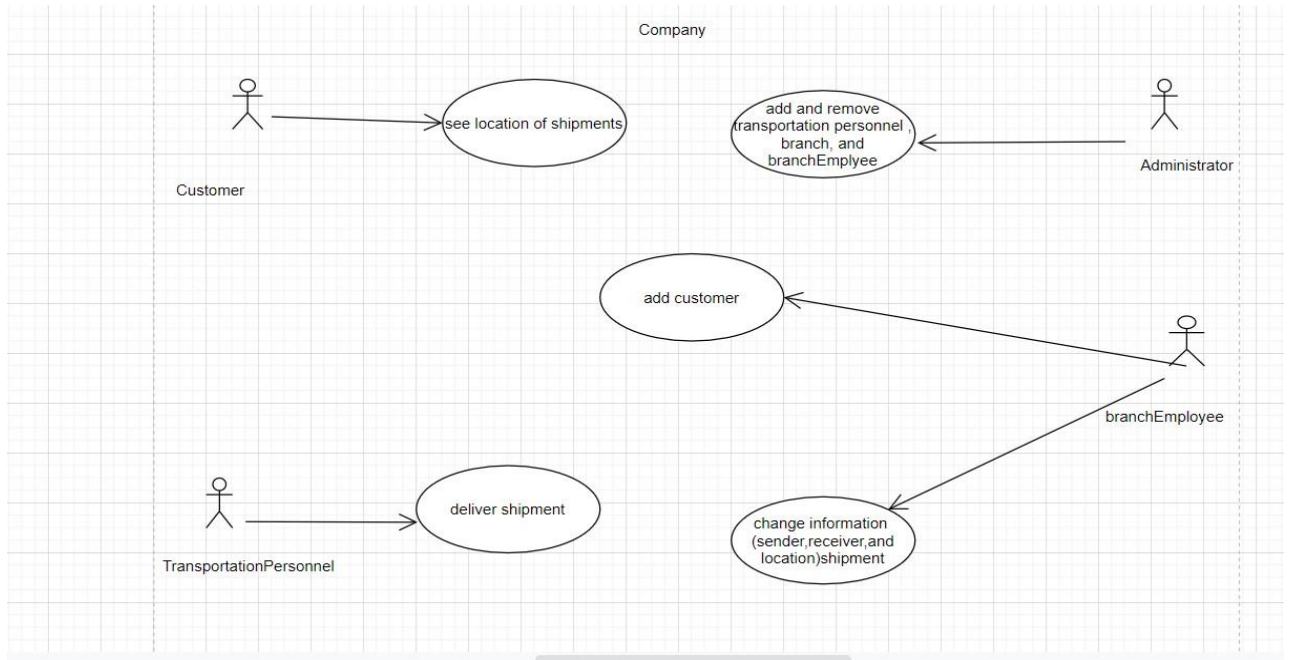 Company
see location of shipments
add and remove
transportation personnel ,
branch, and
branchEmplyee
Administrator
Customer
add customer
branchEmployee
deliver shipment
change information
(sender,receiver,and
location)shipment
TransportationPersonnel